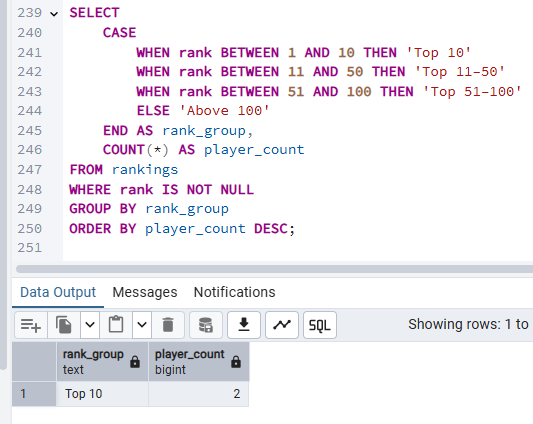 239 SELECT
240 CASE
241 WHEN rank BETWEEN 1 AND 10 THEN 'Top 10'
242 WHEN rank BETWEEN 11 AND 50 THEN 'Top 11–50'
243 WHEN rank BETWEEN 51 AND 100 THEN 'Top 51–100'
244 ELSE 'Above 100'
245 END AS rank_group,
246 COUNT(*) AS player_count
247 FROM rankings
248 WHERE rank IS NOT NULL
249 GROUP BY rank_group
250 ORDER BY player_count DESC;
251
Data Output Messages Notifications
SQL Showing rows: 1 to
rank_group player_count
text bigint
1 Top 10 2